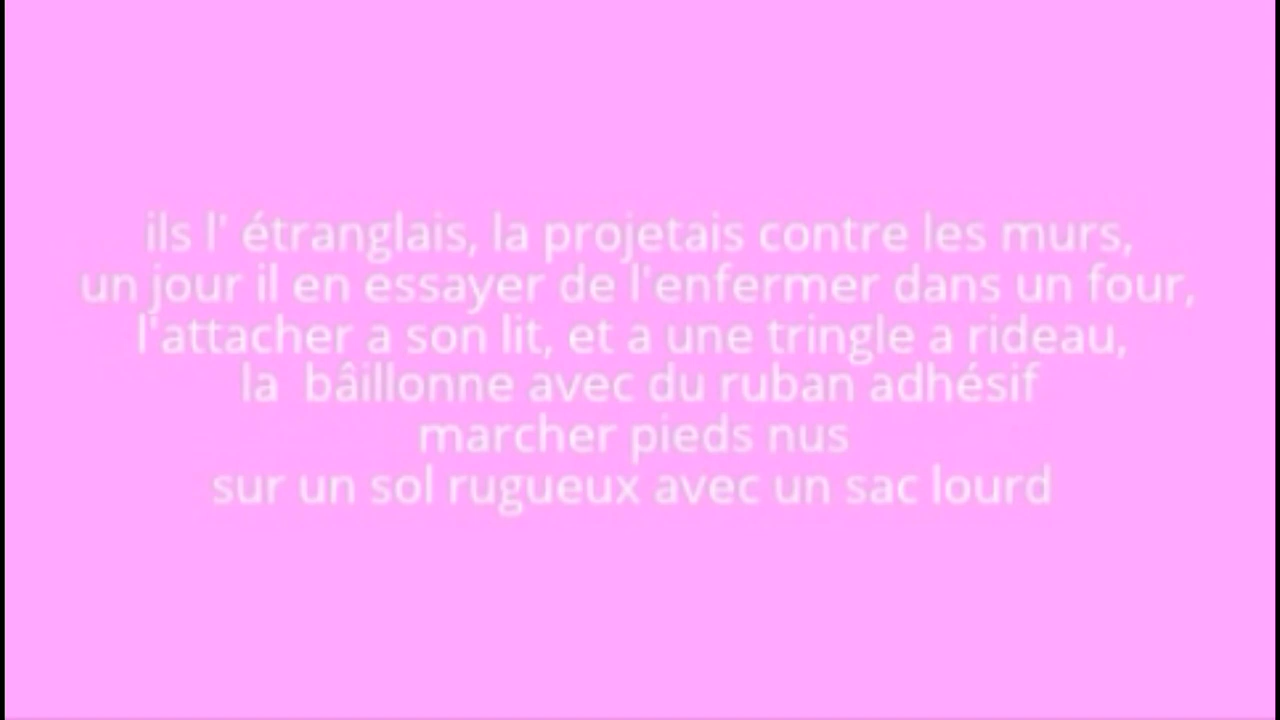 ils l' étranglais, la projetais contre les murs,
un jour il en essayer de l'enfermer dans un four,
l'attacher a son lit, et a une tringle a rideau,
la  bâillonne avec du ruban adhésif
marcher pieds nus
sur un sol rugueux avec un sac lourd